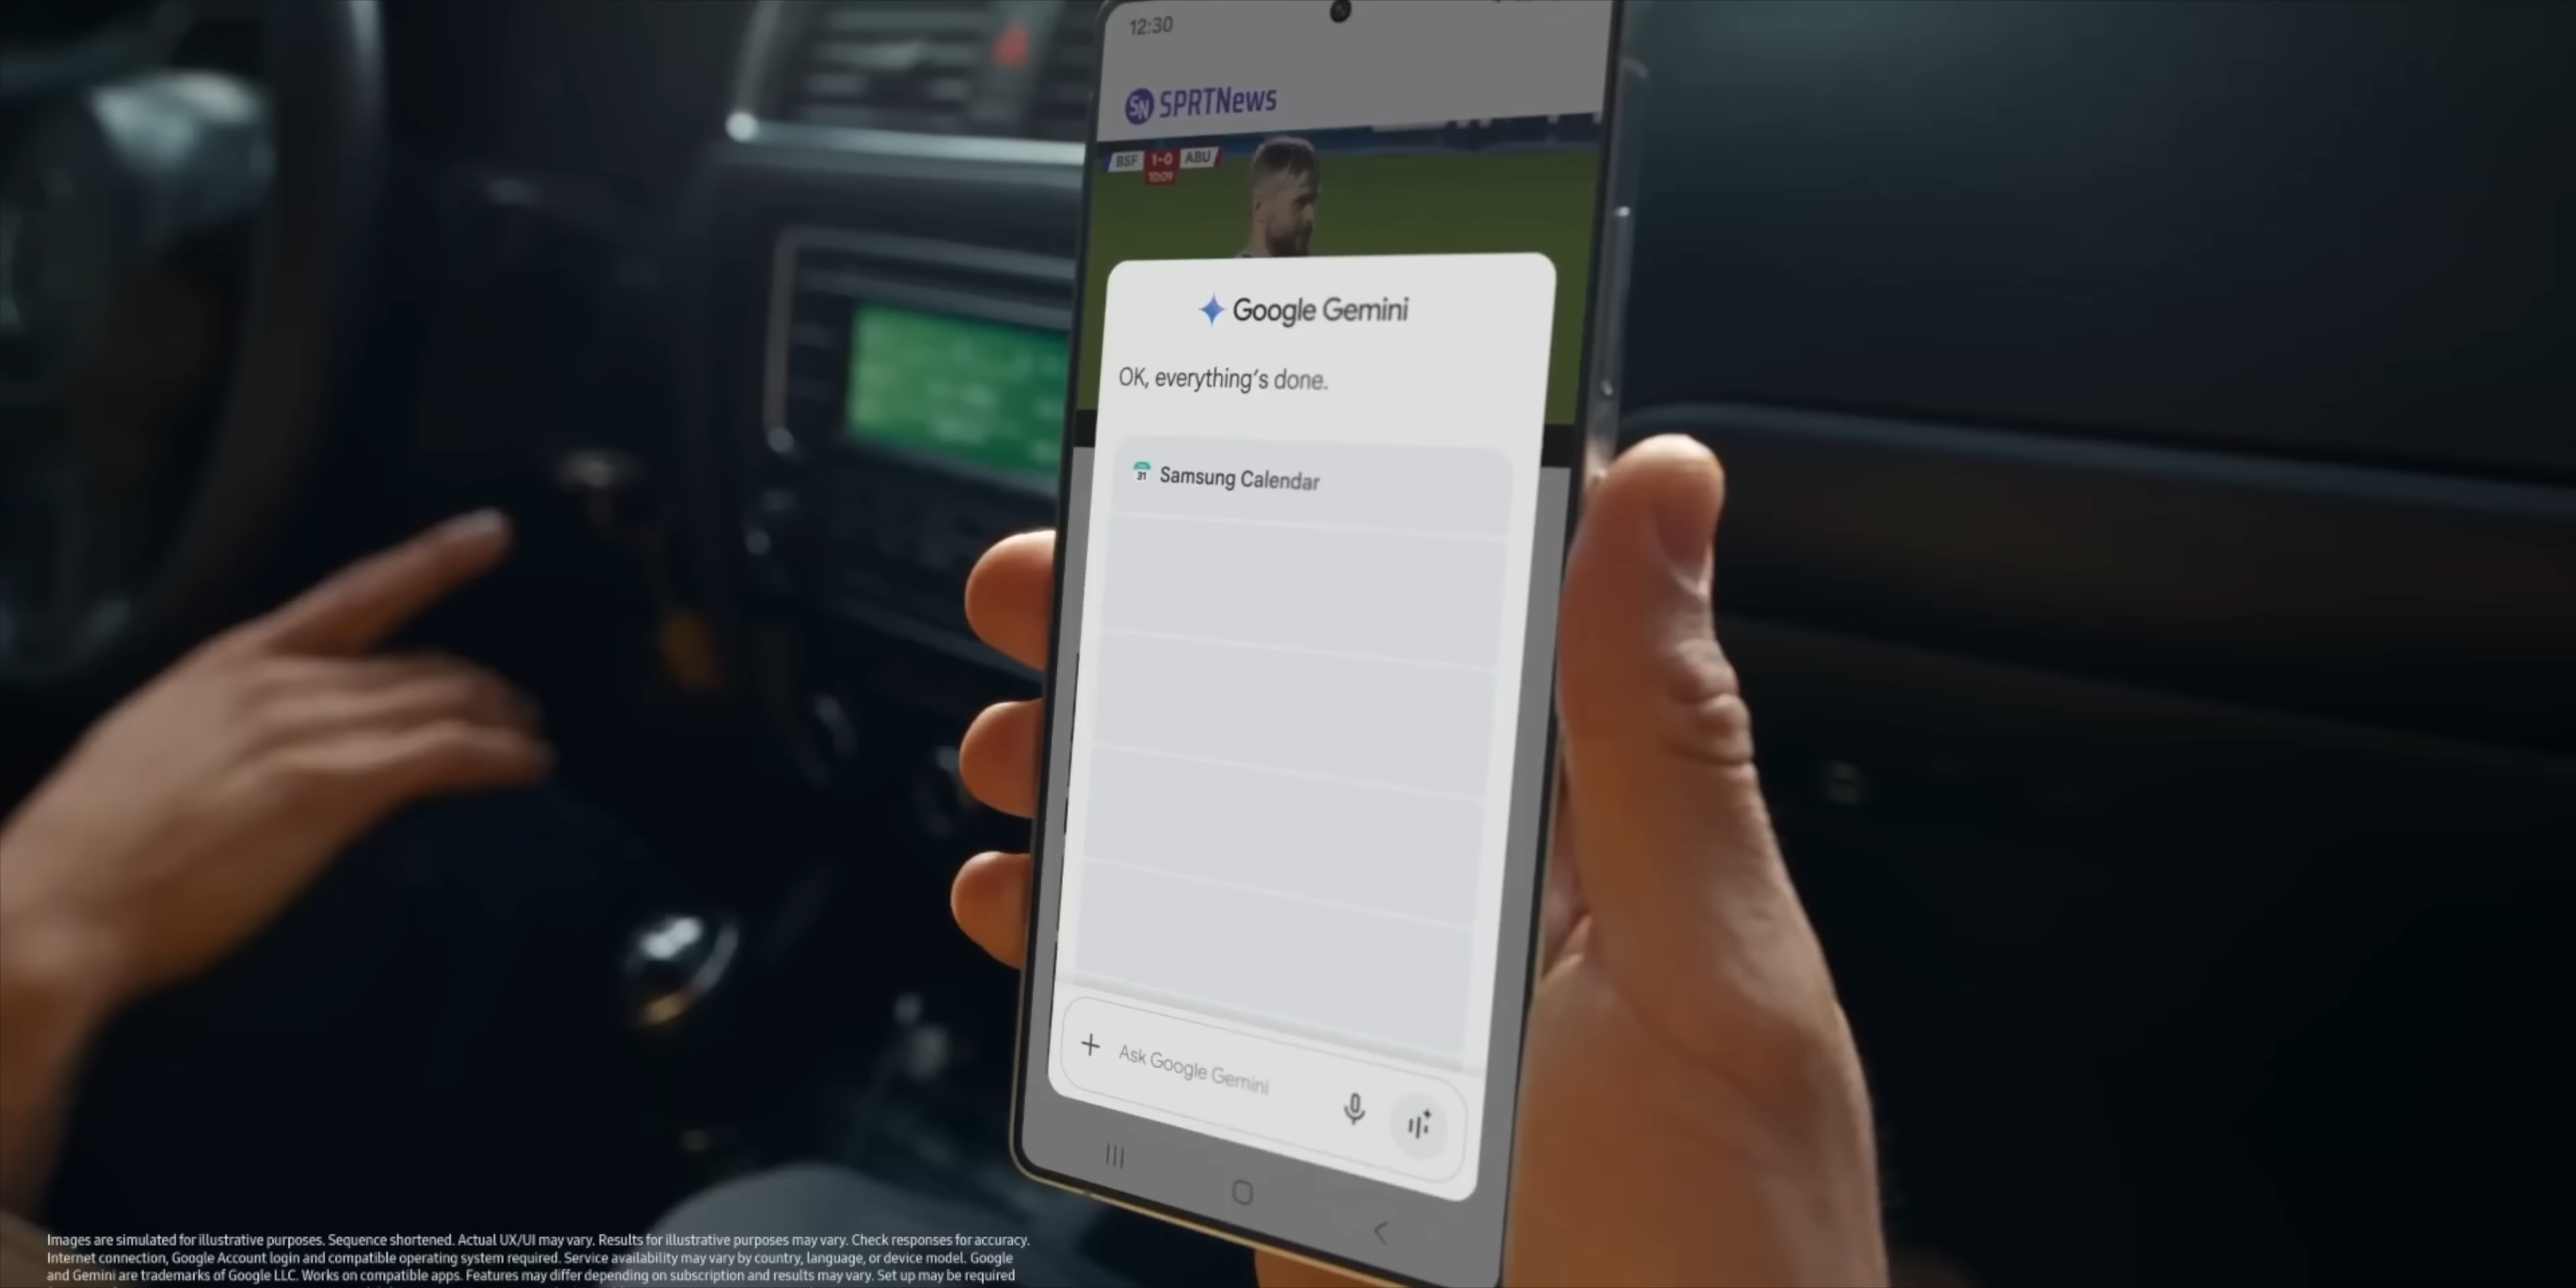 12:30
SN SPRTNews
BSF 1-0 ABU
10:09
Google Gemini
OK, everything's done.
31 Samsung Calendar
Ask Google Gemini
Images are simulated for illustrative purposes. Sequence shortened. Actual UX/UI may vary. Results for illustrative purposes may vary. Check responses for accuracy.
Internet connection, Google Account login and compatible operating system required. Service availability may vary by country, language, or device model. Google
and Gemini are trademarks of Google LLC. Works on compatible apps. Features may differ depending on subscription and results may vary. Set up may be required